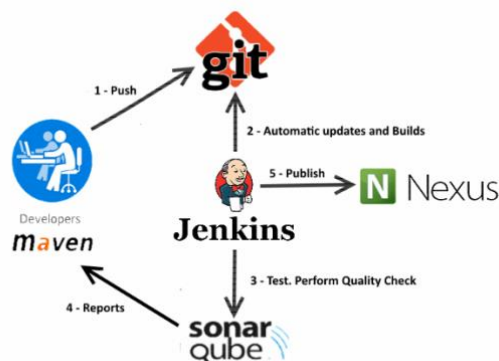 git
1 - Push
2 - Automatic updates and Builds
5 - Publish
N Nexus
Developers
maven
Jenkins
3 - Test. Perform Quality Check
4 - Reports
sonar
qube